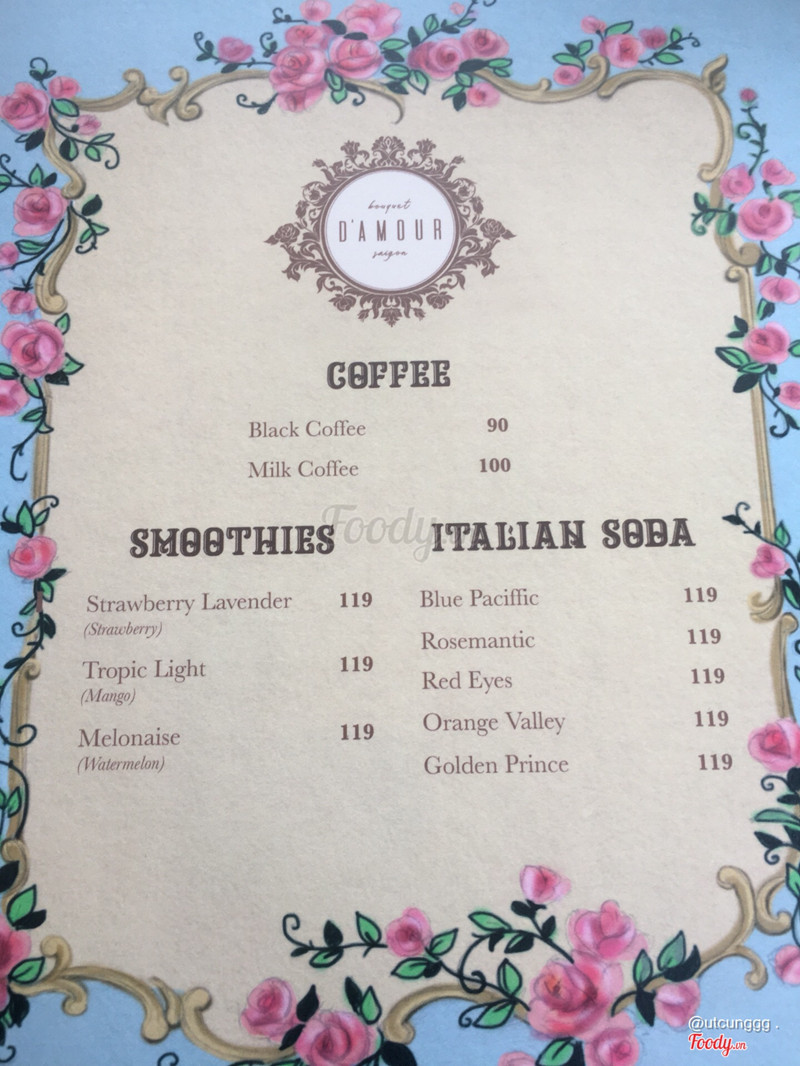 bouquet
D'AMOUR
saigon
COFFEE
Black Coffee 90
Milk Coffee 100
Foody.vn
SMOOTHIES
Strawberry Lavender 119
(Strawberry)
Tropic Light 119
(Mango)
Melonaise 119
(Watermelon)
ITALIAN SODA
Blue Paciffic 119
Rosemantic 119
Red Eyes 119
Orange Valley 119
Golden Prince 119
@utcunggg .
Foody.vn